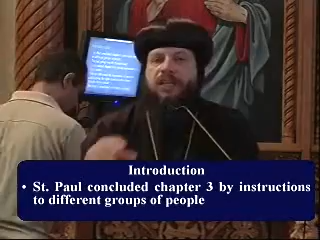 Introduction
• St. Paul concluded chapter 3 by instructions
to different groups of people